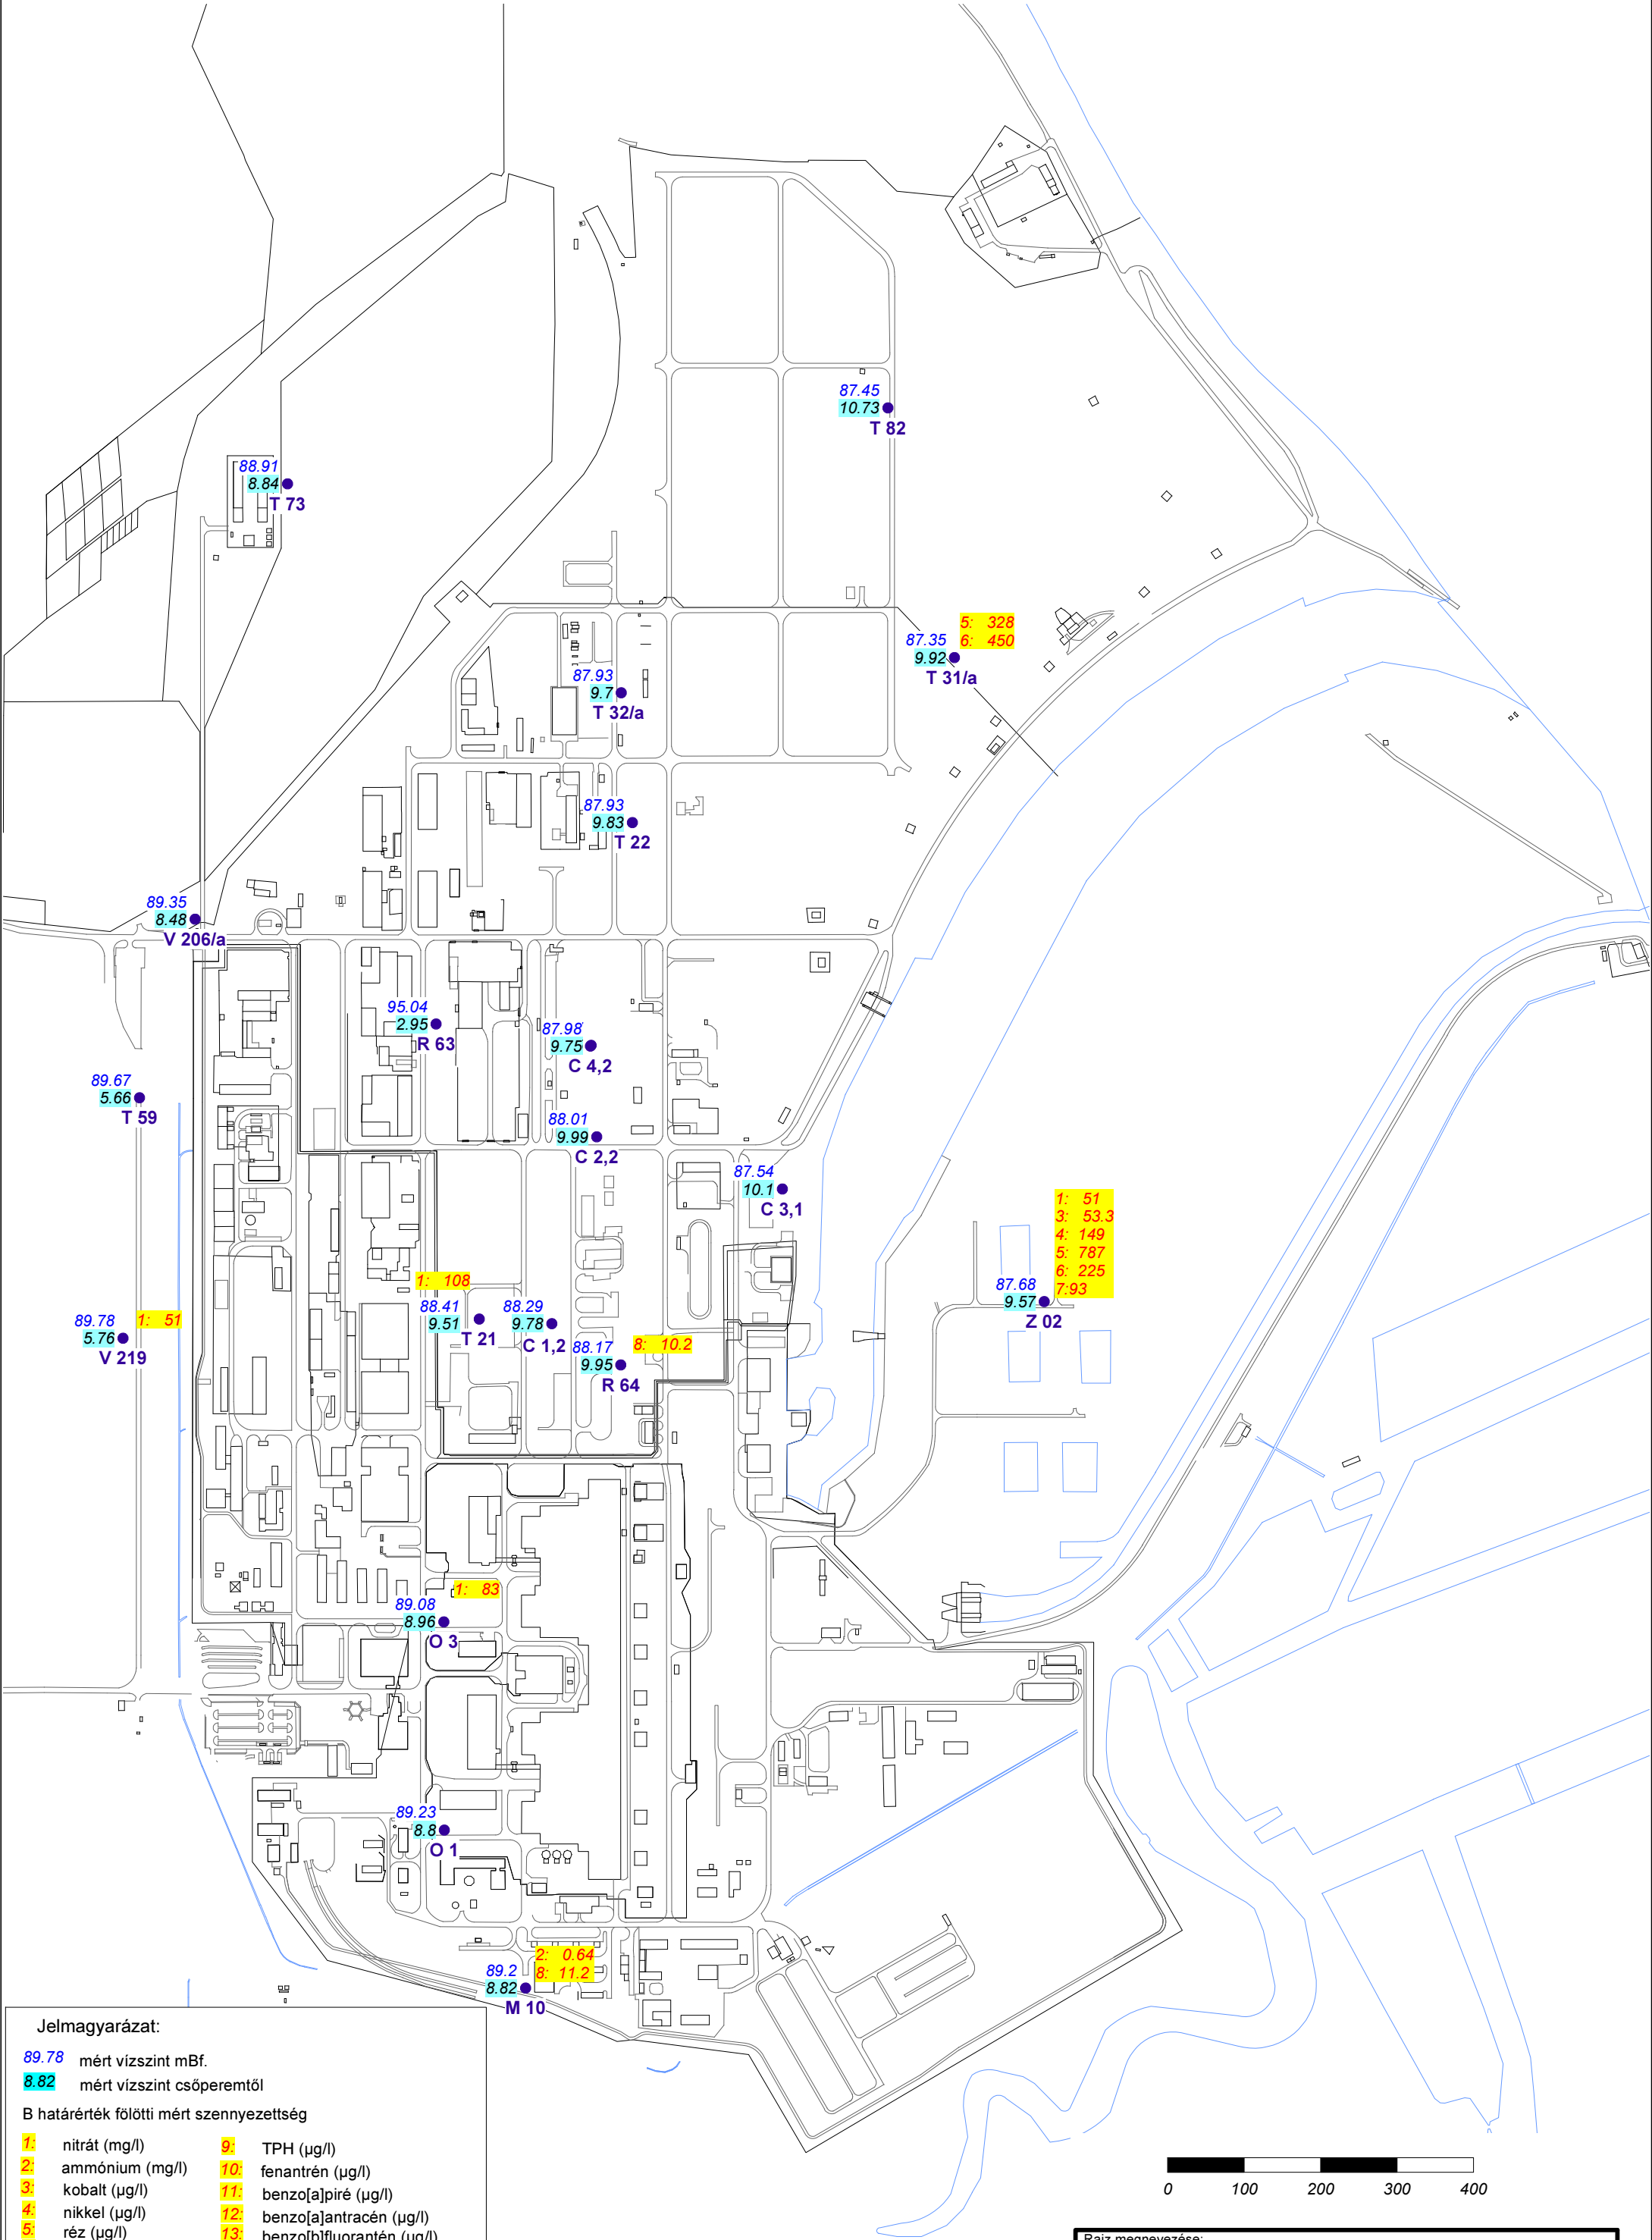 87.45
10.73
T 82
88.91
8.84
T 73
5: 328
6: 450
87.35
9.92
T 31/a
87.93
9.7
T 32/a
87.93
9.83
T 22
89.35
8.48
V 206/a
95.04
2.95
R 63
87.98
9.75
C 4,2
89.67
5.66
T 59
88.01
9.99
C 2,2
87.54
10.1
C 3,1
1: 51
3: 53.3
4: 149
5: 787
6: 225
7:93
87.68
9.57
Z 02
1: 108
88.41
9.51
T 21
88.29
9.78
C 1,2
89.78
1: 51
5.76
V 219
88.17
8: 10.2
9.95
R 64
1: 83
89.08
8.96
O 3
89.23
8.8
O 1
2: 0.64
8: 11.2
89.2
8.82
M 10
Jelmagyarázat:
89.78 mért vízszint mBf.
8.82 mért vízszint csőperemtől
B határérték fölötti mért szennyezettség
1: nitrát (mg/l)
2: ammónium (mg/l)
3: kobalt (µg/l)
4: nikkel (µg/l)
5: réz (µg/l)
9: TPH (µg/l)
10: fenantrén (µg/l)
11: benzo[a]piré (µg/l)
12: benzo[a]antracén (µg/l)
13: benzo[b]fluorantén (µg/l)
0 100 200 300 400
Rajz megnevezése: